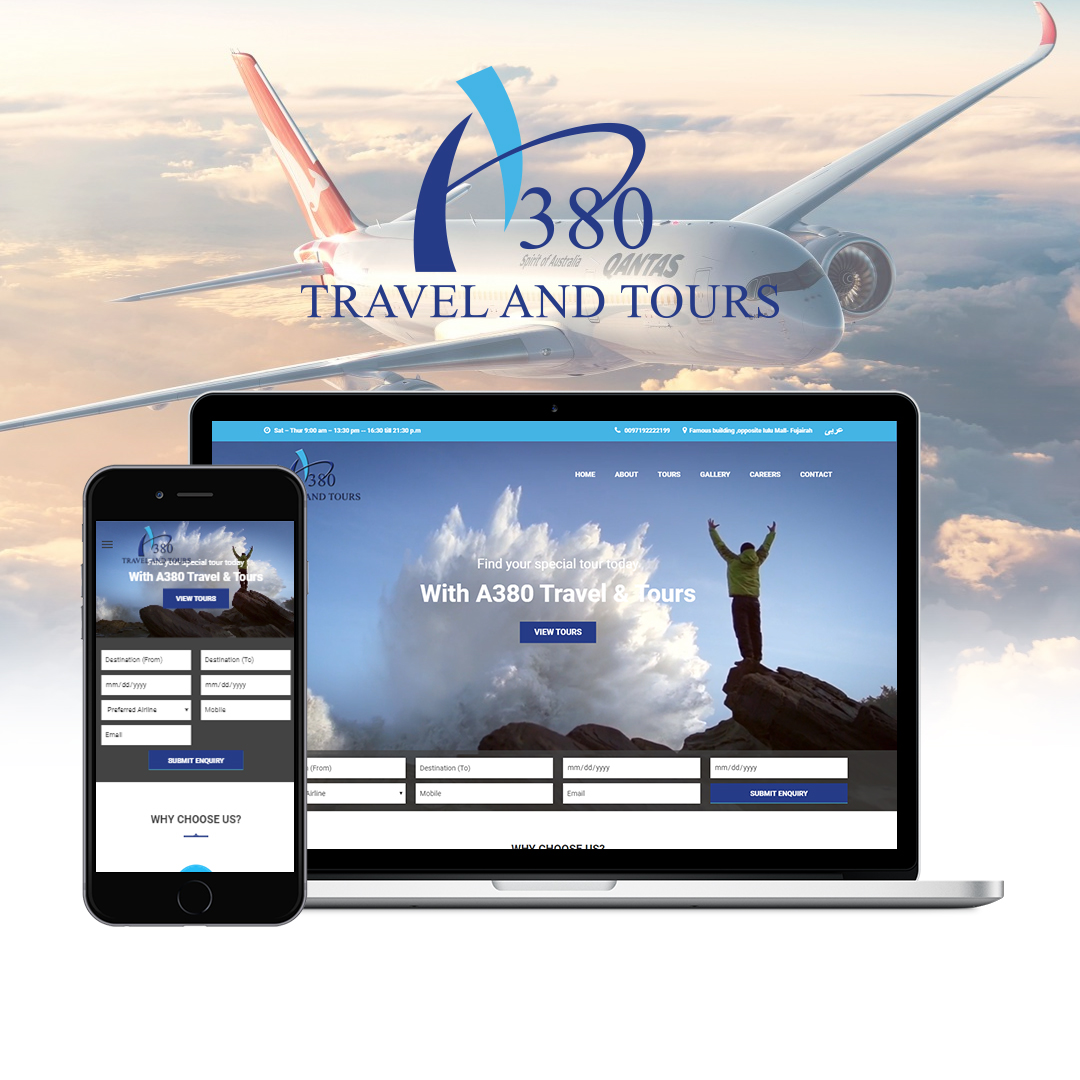 380
Spirit of Australia
QANTAS
TRAVEL AND TOURS
Sat – Thur 9:00 am – 13:30 pm -- 16:30 till 21:30 p.m
0097192222199
Famous building ,opposite lulu Mall- Fujairah
عربی
380
AND TOURS
HOME
ABOUT
TOURS
GALLERY
CAREERS
CONTACT
Find your special tour today
With A380 Travel & Tours
VIEW TOURS
(From)
Destination (To)
mm/dd/yyyy
mm/dd/yyyy
Airline
Mobile
Email
SUBMIT ENQUIRY
WHY CHOOSE US?
380
TRAVEL AND TOURS
Find your special tour today
With A380 Travel & Tours
VIEW TOURS
Destination (From)
Destination (To)
mm/dd/yyyy
mm/dd/yyyy
Preferred Airline
Mobile
Email
SUBMIT ENQUIRY
WHY CHOOSE US?